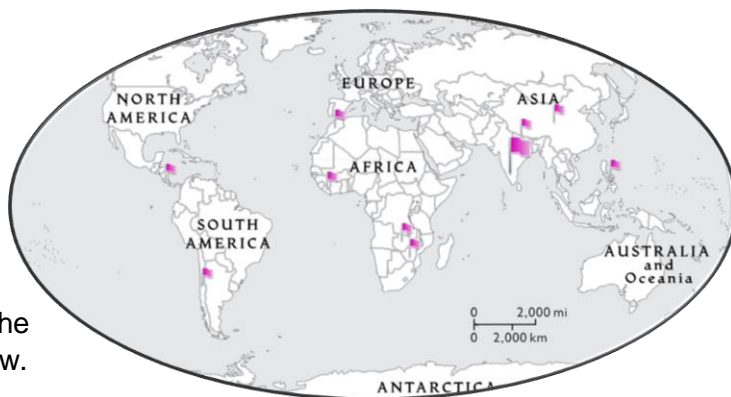 EUROPE
NORTH
AMERICA
ASIA
AFRICA
SOUTH
AMERICA
AUSTRALIA
and
Oceania
0 2,000 mi
0 2,000 km
he
w.
ANTARCTICA